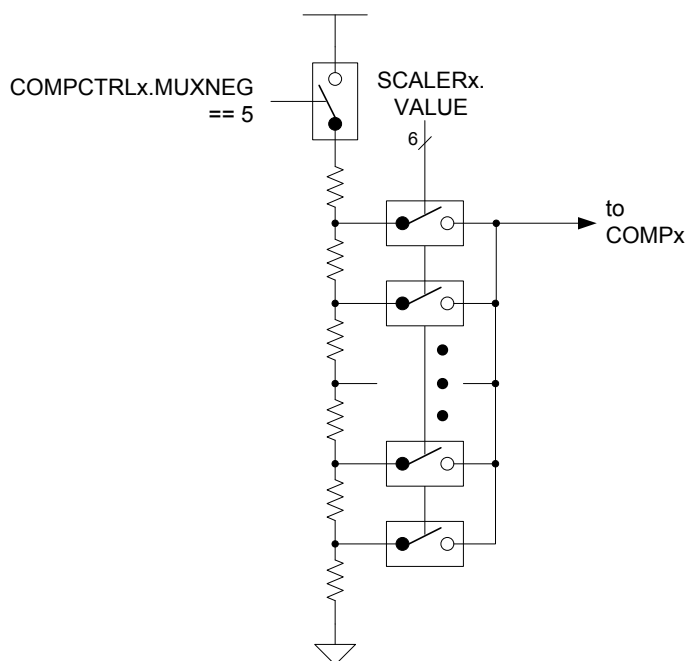 COMPCTRLx.MUXNEG
== 5
SCALERx.
VALUE
6
to
COMPx